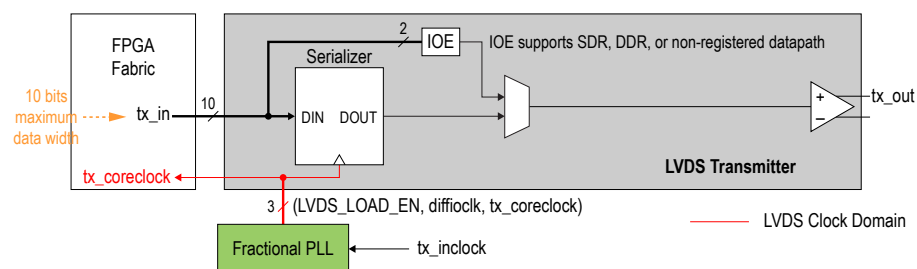 FPGA
Fabric
10 bits
maximum
data width
tx_in
10
tx_coreclock
2
IOE
IOE supports SDR, DDR, or non-registered datapath
Serializer
DIN DOUT
+
–
tx_out
LVDS Transmitter
3 (LVDS_LOAD_EN, diffioclk, tx_coreclock)
LVDS Clock Domain
Fractional PLL
tx_inclock